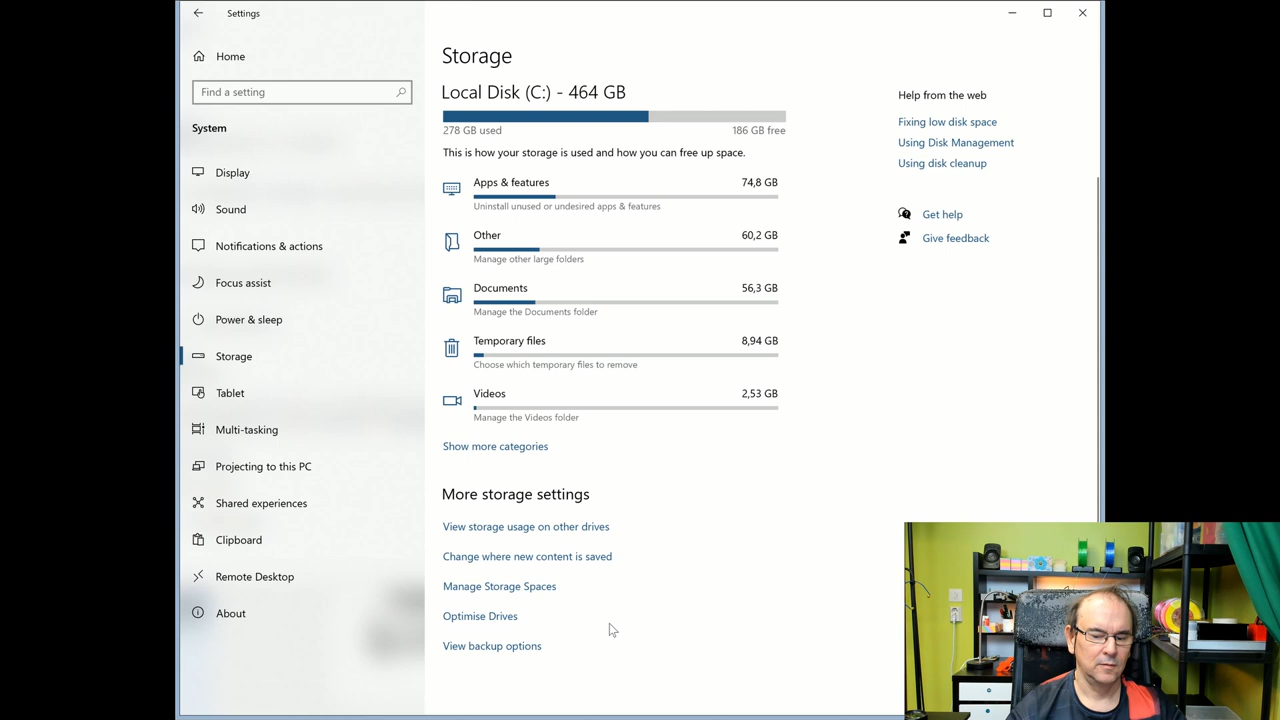 Settings
Home
Find a setting
System
Display
Sound
Notifications & actions
Focus assist
Power & sleep
Storage
Tablet
Multi-tasking
Projecting to this PC
Shared experiences
Clipboard
Remote Desktop
About
Storage
Local Disk (C:) - 464 GB
278 GB used 186 GB free
This is how your storage is used and how you can free up space.
Apps & features 74,8 GB
Uninstall unused or undesired apps & features
Other 60,2 GB
Manage other large folders
Documents 56,3 GB
Manage the Documents folder
Temporary files 8,94 GB
Choose which temporary files to remove
Videos 2,53 GB
Manage the Videos folder
Show more categories
More storage settings
View storage usage on other drives
Change where new content is saved
Manage Storage Spaces
Optimise Drives
View backup options
Help from the web
Fixing low disk space
Using Disk Management
Using disk cleanup
Get help
Give feedback